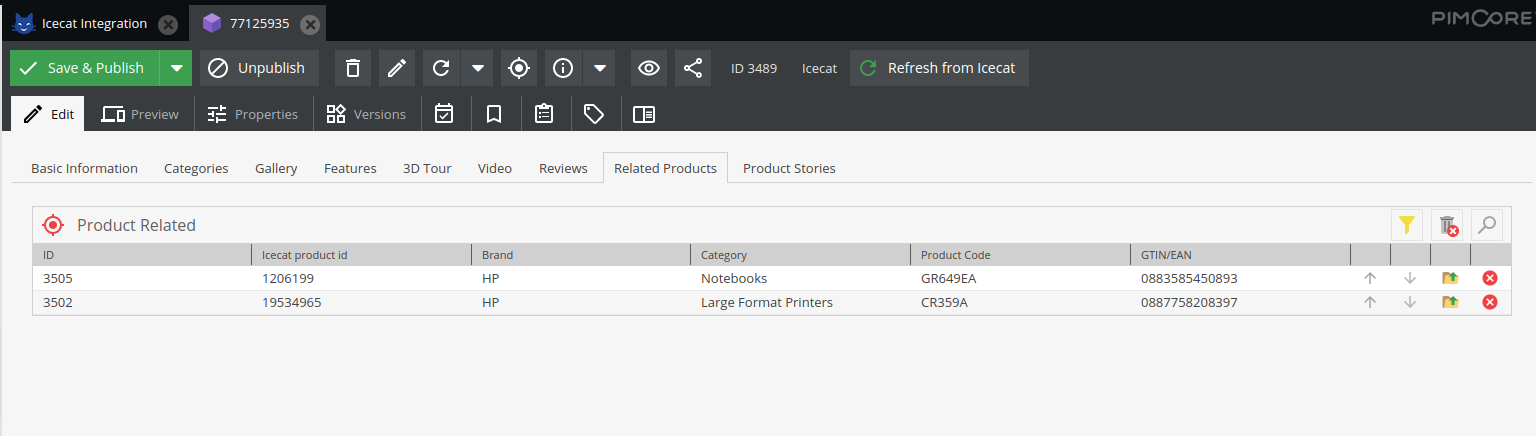 Icecat Integration 77125935 PIMCORE
Save & Publish Unpublish ID 3489 Icecat Refresh from Icecat
Edit Preview Properties Versions
Basic Information Categories Gallery Features 3D Tour Video Reviews Related Products Product Stories
Product Related
ID Icecat product id Brand Category Product Code GTIN/EAN
3505 1206199 HP Notebooks GR649EA 0883585450893
3502 19534965 HP Large Format Printers CR359A 0887758208397